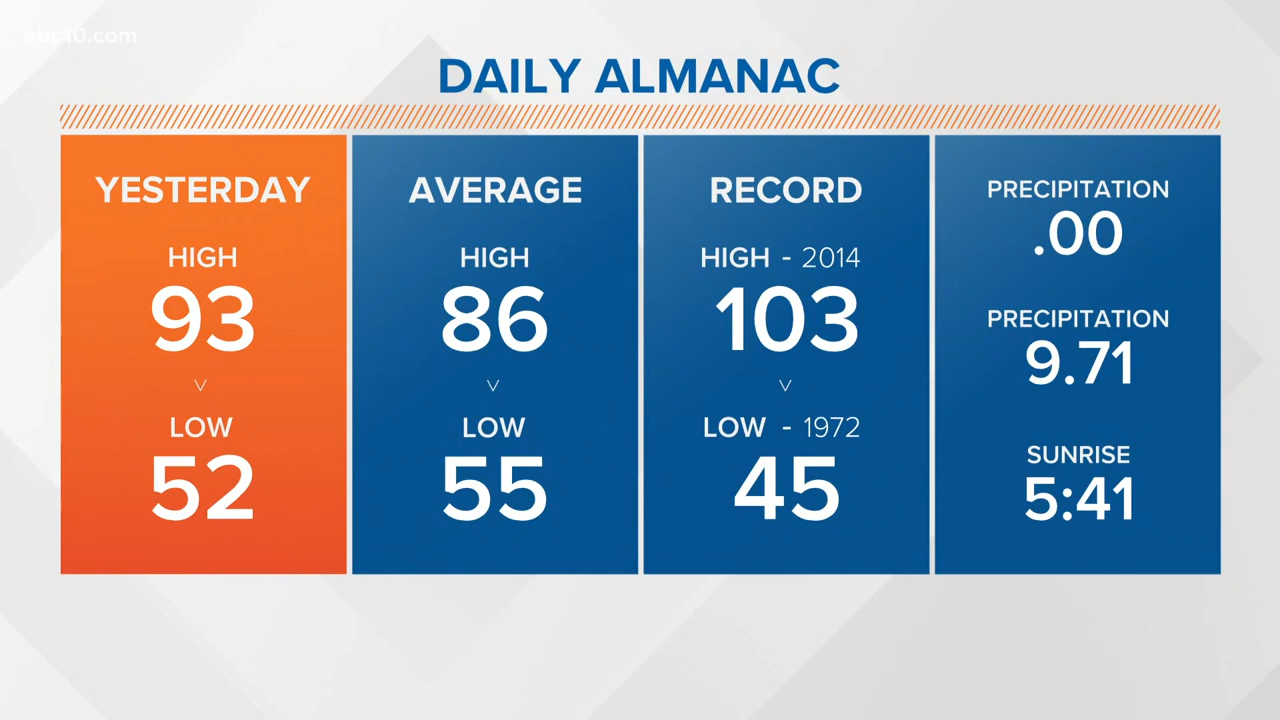 abc10.com
DAILY ALMANAC
YESTERDAY
HIGH
93
LOW
52
AVERAGE
HIGH
86
LOW
55
RECORD
HIGH - 2014
103
LOW - 1972
45
PRECIPITATION
.00
PRECIPITATION
9.71
SUNRISE
5:41